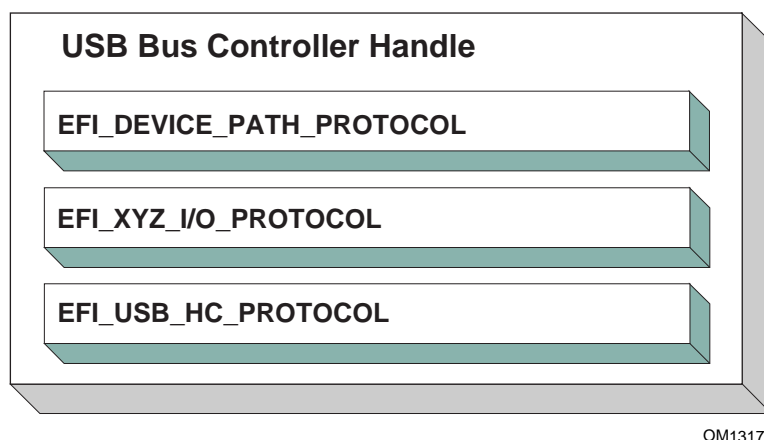 USB Bus Controller Handle
EFI_DEVICE_PATH_PROTOCOL
EFI_XYZ_I/O_PROTOCOL
EFI_USB_HC_PROTOCOL
OM1317